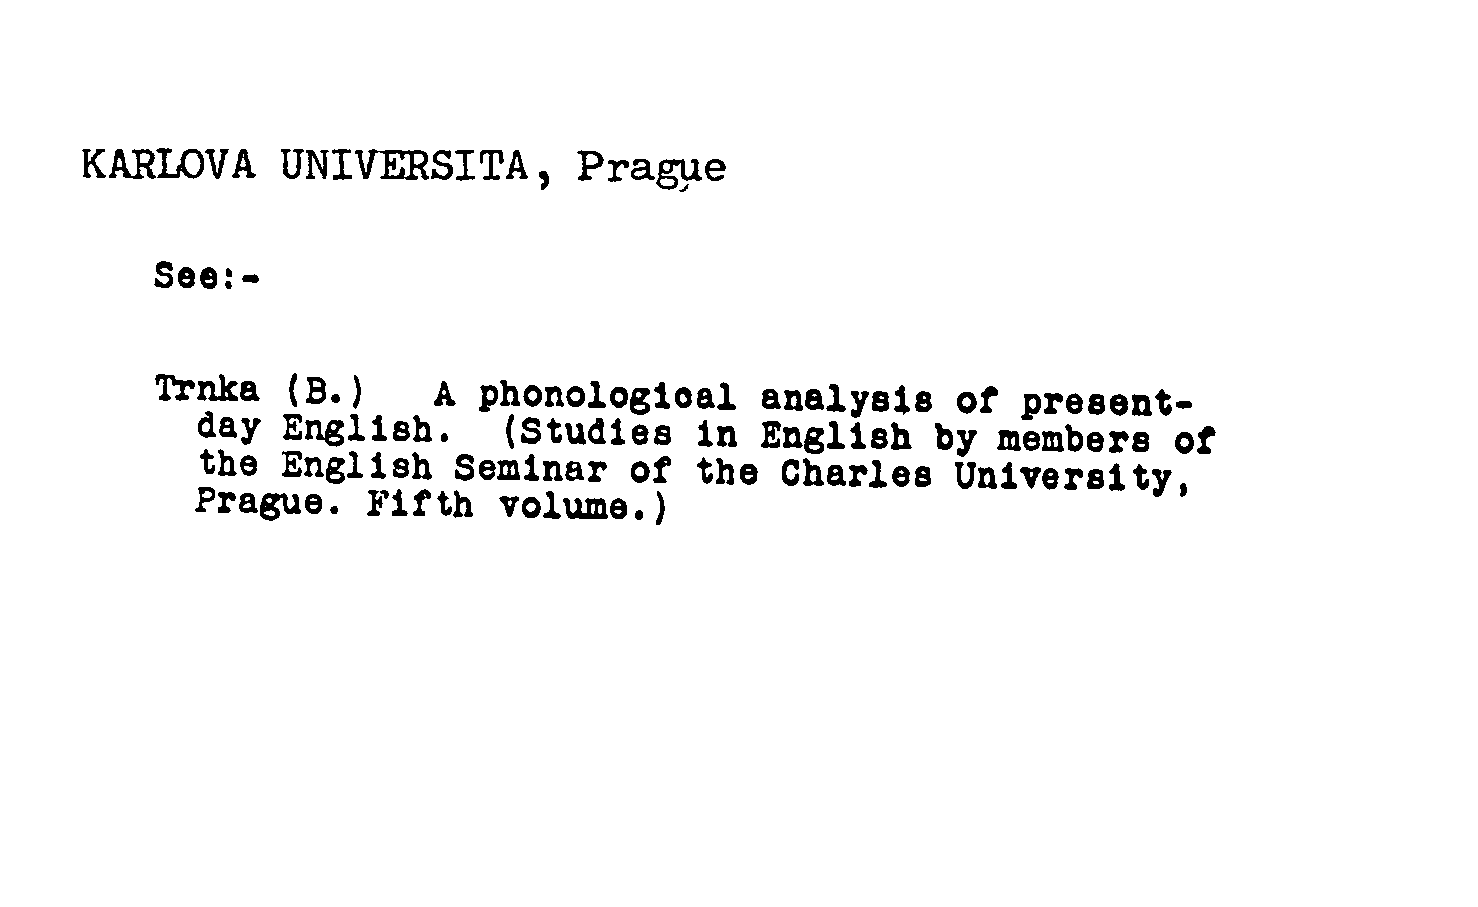 KARLOVA UNIVERSITA, Prague
See:-
Trnka (B.) A phonological analysis of present-
day English. (Studies in English by members of
the English Seminar of the Charles University,
Prague. Fifth volume.)